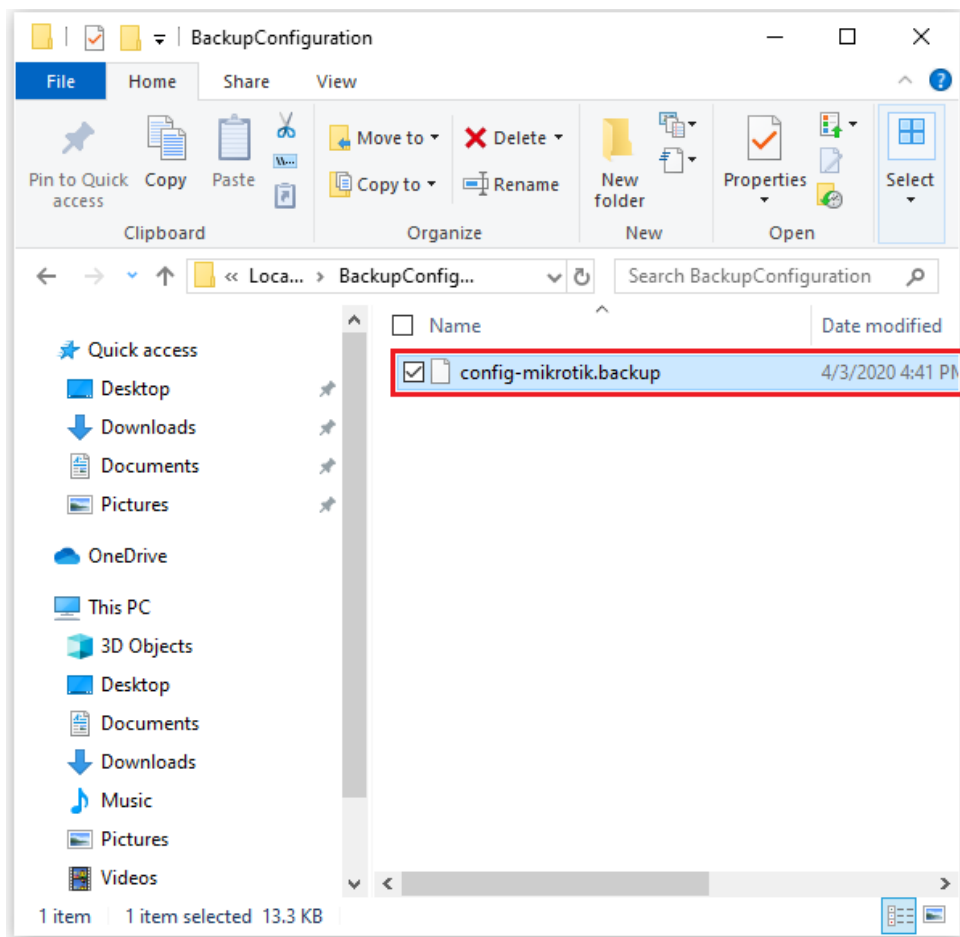 BackupConfiguration
File Home Share View
Pin to Quick access
Copy
Paste
Move to
Copy to
Delete
Rename
New folder
Properties
Select
Clipboard Organize New Open
« Loca... › BackupConfig...
Search BackupConfiguration
Name Date modified
config-mikrotik.backup 4/3/2020 4:41 PM
Quick access
Desktop
Downloads
Documents
Pictures
OneDrive
This PC
3D Objects
Desktop
Documents
Downloads
Music
Pictures
Videos
1 item 1 item selected 13.3 KB